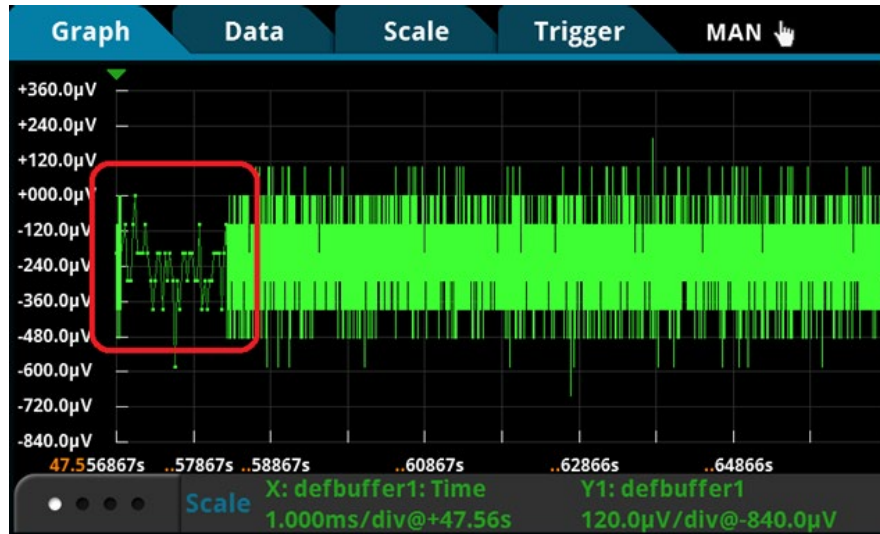 Graph Data Scale Trigger MAN
+360.0µV
+240.0µV
+120.0µV
+000.0µV
-120.0µV
-240.0µV
-360.0µV
-480.0µV
-600.0µV
-720.0µV
-840.0µV
47.556867s ..57867s ..58867s ..60867s ..62866s ..64866s
Scale X: defbuffer1: Time Y1: defbuffer1
1.000ms/div@+47.56s 120.0µV/div@-840.0µV